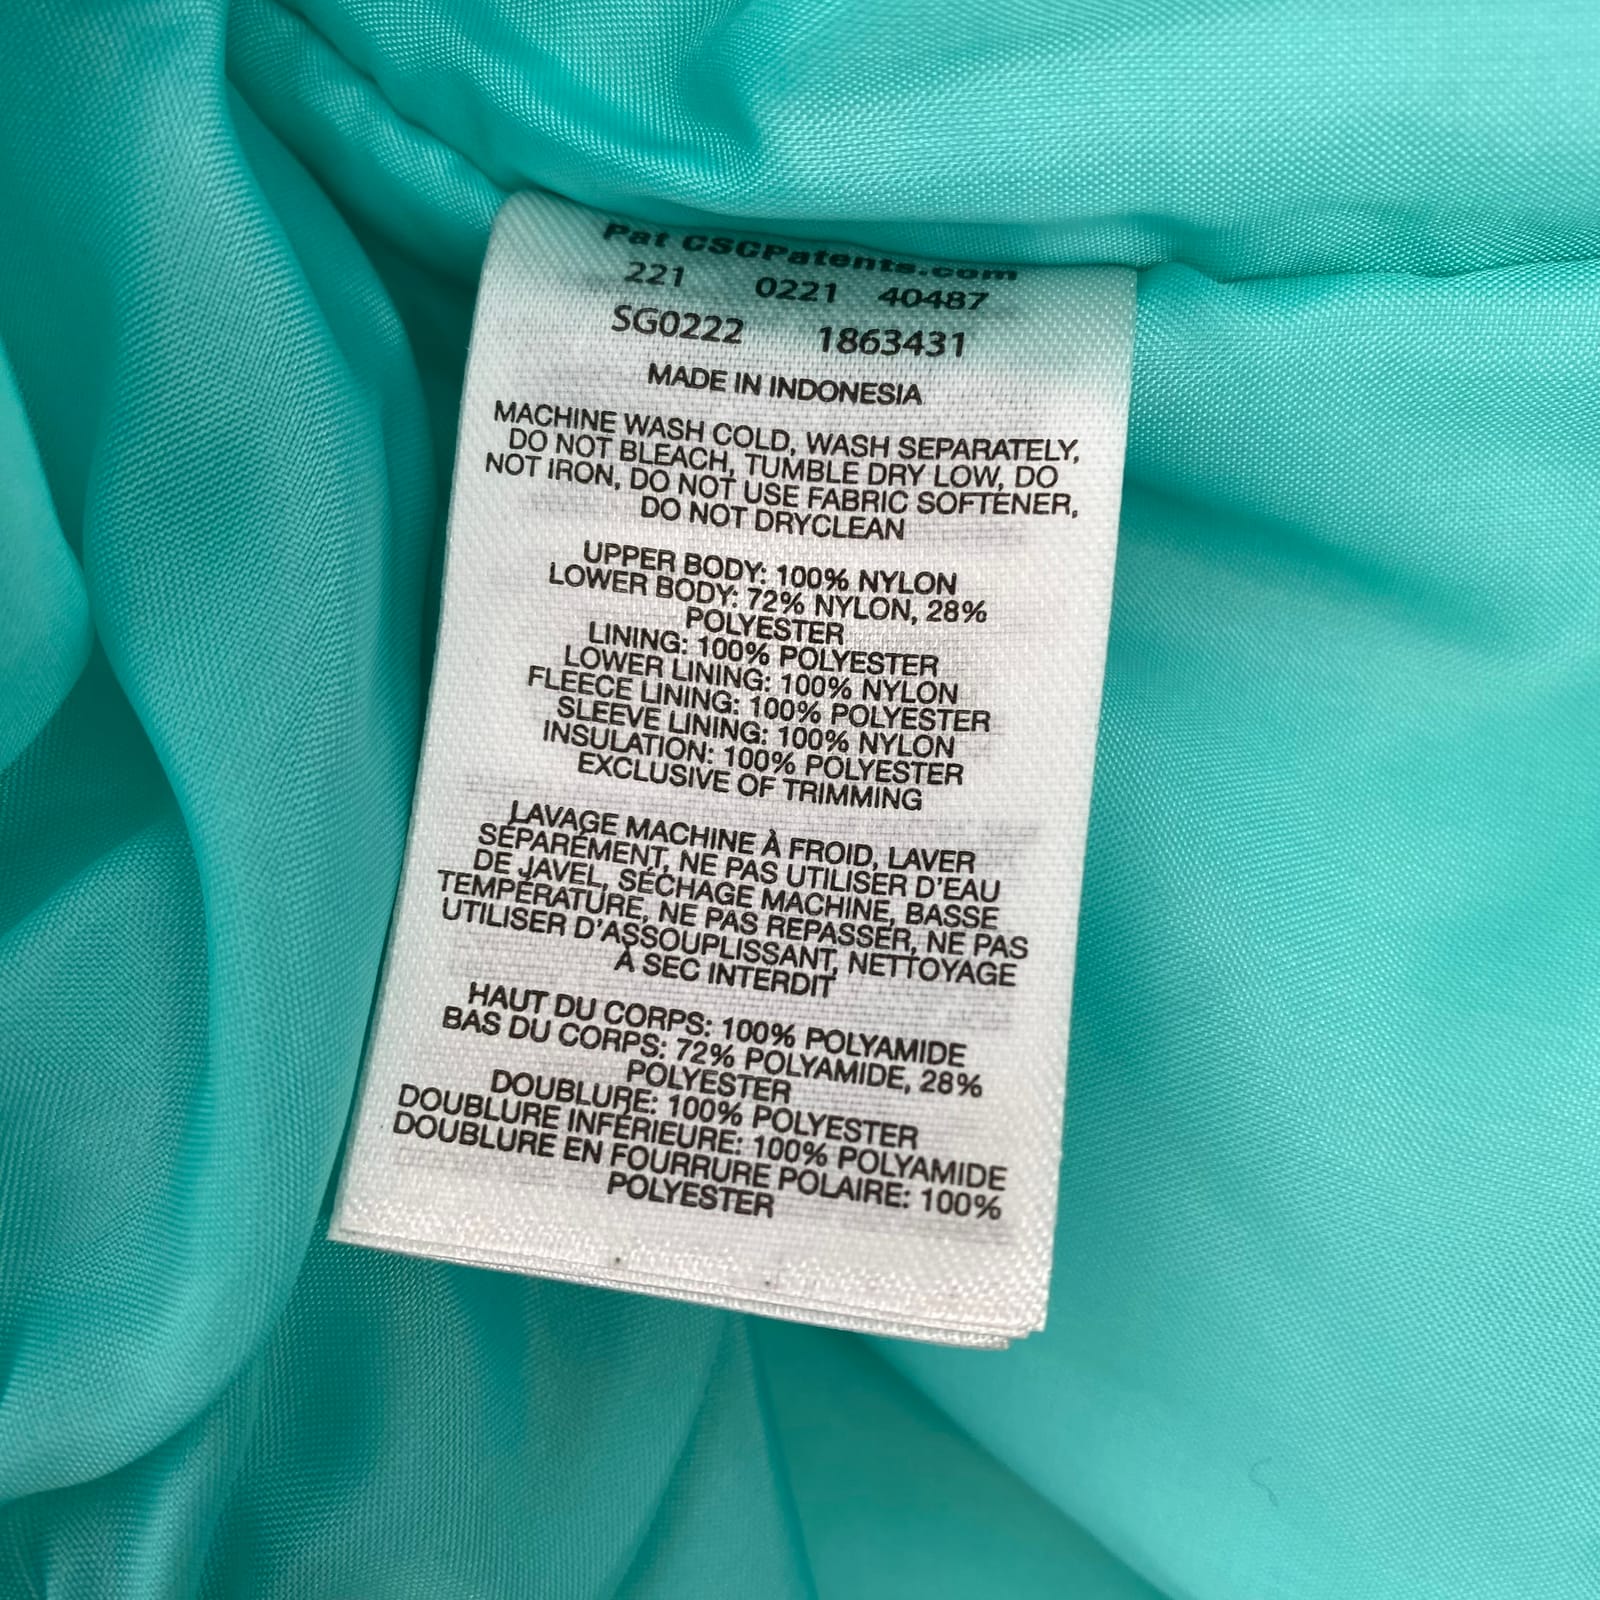 Pat CSCPatents.com
221 0221 40487
SG0222 1863431
MADE IN INDONESIA
MACHINE WASH COLD, WASH SEPARATELY,
DO NOT BLEACH, TUMBLE DRY LOW, DO
NOT IRON, DO NOT USE FABRIC SOFTENER,
DO NOT DRYCLEAN
UPPER BODY: 100% NYLON
LOWER BODY: 72% NYLON, 28%
POLYESTER
LINING: 100% POLYESTER
LOWER LINING: 100% NYLON
FLEECE LINING: 100% POLYESTER
SLEEVE LINING: 100% NYLON
INSULATION: 100% POLYESTER
EXCLUSIVE OF TRIMMING
LAVAGE MACHINE À FROID, LAVER
SÉPARÉMENT, NE PAS UTILISER D'EAU
DE JAVEL, SÉCHAGE MACHINE, BASSE
TEMPÉRATURE, NE PAS REPASSER, NE PAS
UTILISER D'ASSOUPLISSANT, NETTOYAGE
À SEC INTERDIT
HAUT DU CORPS: 100% POLYAMIDE
BAS DU CORPS: 72% POLYAMIDE, 28%
POLYESTER
DOUBLURE: 100% POLYESTER
DOUBLURE INFÉRIEURE: 100% POLYAMIDE
DOUBLURE EN FOURRURE POLAIRE: 100%
POLYESTER